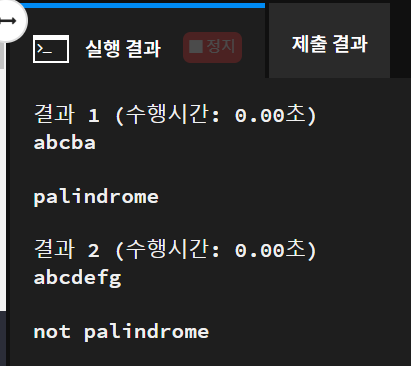 실행 결과
정지
제출 결과
결과 1 (수행시간: 0.00초)
abcba
palindrome
결과 2 (수행시간: 0.00초)
abcdefg
not palindrome